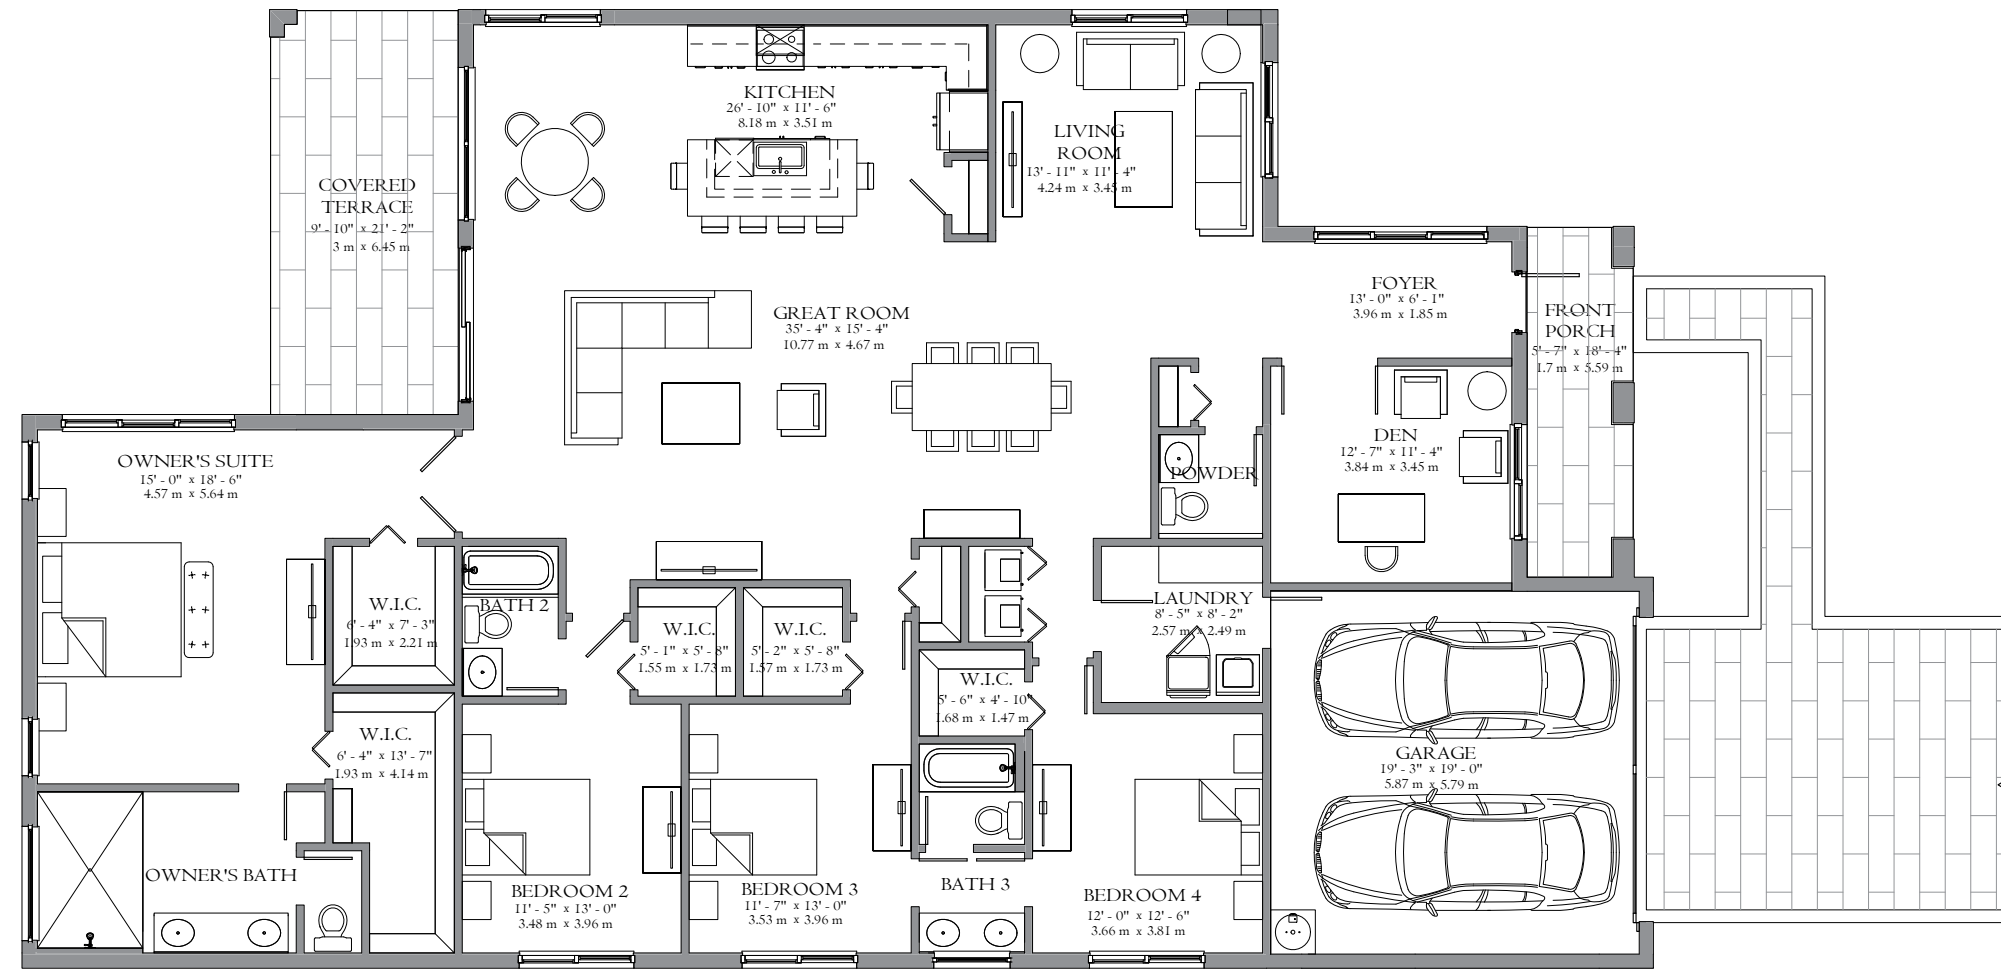 KITCHEN
26' - 10" x 11' - 6"
8.18 m x 3.51 m
LIVING
ROOM
13' - 11" x 11' - 4"
4.24 m x 3.45 m
COVERED
TERRACE
9' - 10" x 21' - 2"
3 m x 6.45 m
FOYER
13' - 0" x 6' - 1"
3.96 m x 1.85 m
FRONT
PORCH
5' - 7" x 18' - 4"
1.7 m x 5.59 m
GREAT ROOM
35' - 4" x 15' - 4"
10.77 m x 4.67 m
DEN
12' - 7" x 11' - 4"
3.84 m x 3.45 m
POWDER
OWNER'S SUITE
15' - 0" x 18' - 6"
4.57 m x 5.64 m
W.I.C.
6' - 4" x 7' - 3"
1.93 m x 2.21 m
BATH 2
W.I.C.
5' - 1" x 5' - 8"
1.55 m x 1.73 m
W.I.C.
5' - 2" x 5' - 8"
1.57 m x 1.73 m
LAUNDRY
8' - 5" x 8' - 2"
2.57 m x 2.49 m
W.I.C.
5' - 6" x 4' - 10"
1.68 m x 1.47 m
W.I.C.
6' - 4" x 13' - 7"
1.93 m x 4.14 m
GARAGE
19' - 3" x 19' - 0"
5.87 m x 5.79 m
OWNER'S BATH
BEDROOM 2
11' - 5" x 13' - 0"
3.48 m x 3.96 m
BEDROOM 3
11' - 7" x 13' - 0"
3.53 m x 3.96 m
BATH 3
BEDROOM 4
12' - 0" x 12' - 6"
3.66 m x 3.81 m